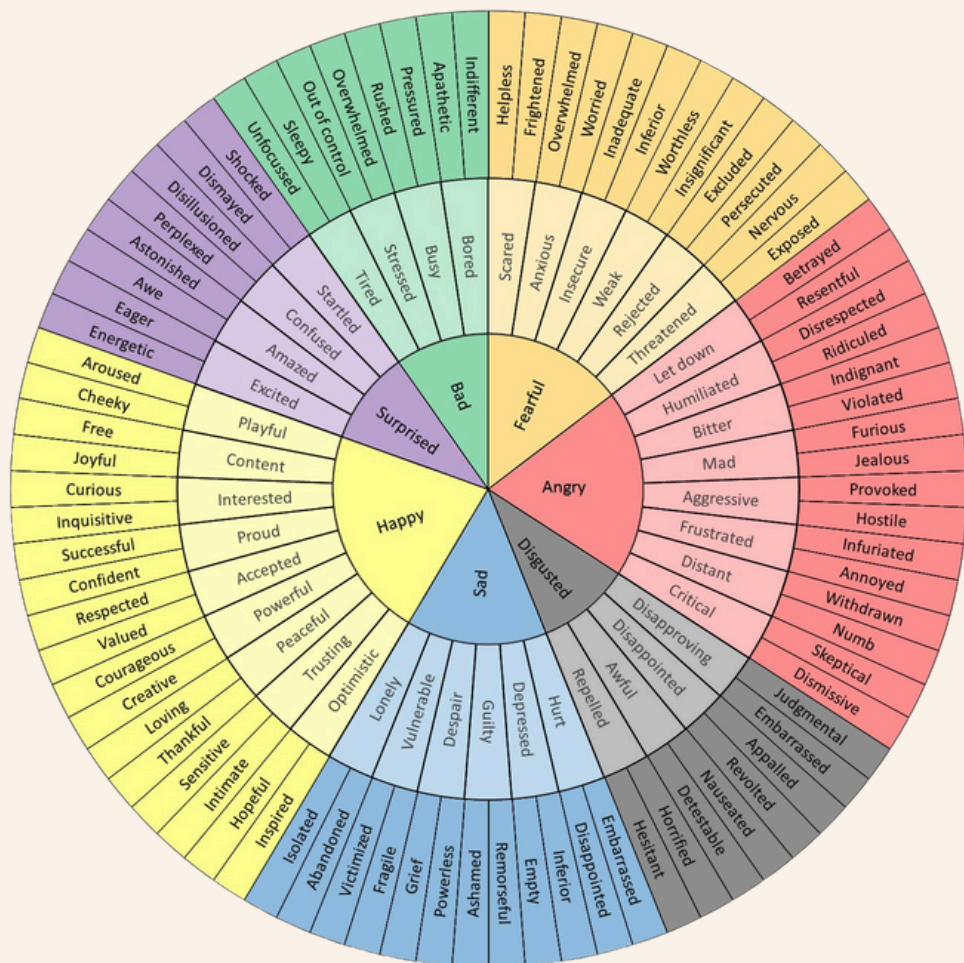 Fearful
Angry
Disgusted
Sad
Happy
Surprised
Bad
Scared
Anxious
Insecure
Weak
Rejected
Threatened
Let down
Humiliated
Bitter
Mad
Aggressive
Frustrated
Distant
Critical
Disapproving
Disappointed
Awful
Repelled
Hurt
Depressed
Guilty
Despair
Vulnerable
Lonely
Optimistic
Trusting
Peaceful
Powerful
Accepted
Proud
Interested
Content
Playful
Excited
Amazed
Confused
Startled
Tired
Stressed
Busy
Bored
Helpless
Frightened
Overwhelmed
Worried
Inadequate
Inferior
Worthless
Insignificant
Excluded
Persecuted
Nervous
Exposed
Betrayed
Resentful
Disrespected
Ridiculed
Indignant
Violated
Furious
Jealous
Provoked
Hostile
Infuriated
Annoyed
Withdrawn
Numb
Skeptical
Dismissive
Judgmental
Embarrassed
Appalled
Revolted
Nauseated
Detestable
Horrified
Hesitant
Embarrassed
Disappointed
Inferior
Empty
Remorseful
Ashamed
Powerless
Grief
Fragile
Victimized
Abandoned
Isolated
Inspired
Hopeful
Intimate
Sensitive
Thankful
Loving
Creative
Courageous
Valued
Respected
Confident
Successful
Inquisitive
Curious
Joyful
Free
Cheeky
Aroused
Energetic
Eager
Awe
Astonished
Perplexed
Disillusioned
Dismayed
Shocked
Unfocussed
Sleepy
Out of control
Overwhelmed
Rushed
Pressured
Apathetic
Indifferent